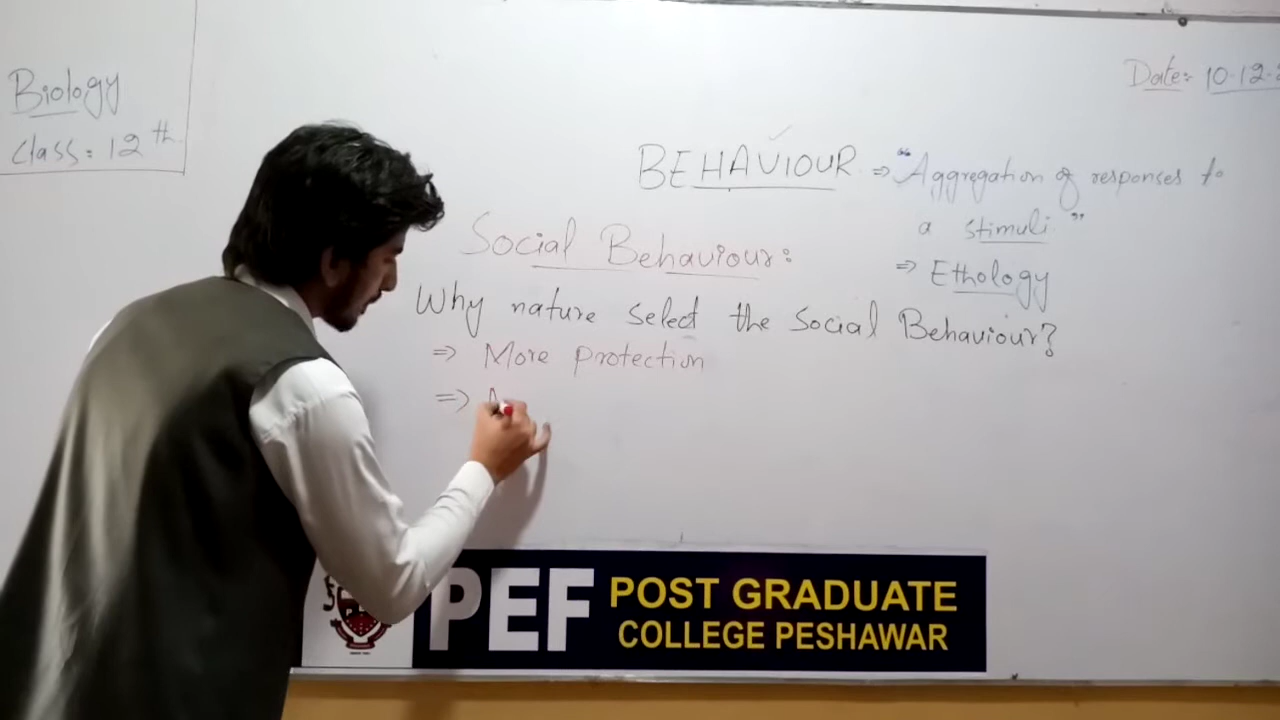 Biology
Class: 12th
Date: 10.12.
BEHAVIOUR ⇒ "Aggregation of responses to
a stimuli"
⇒ Ethology
Social Behaviour:
Why nature select the Social Behaviour?
⇒ More protection
⇒
PEF POST GRADUATE
COLLEGE PESHAWAR